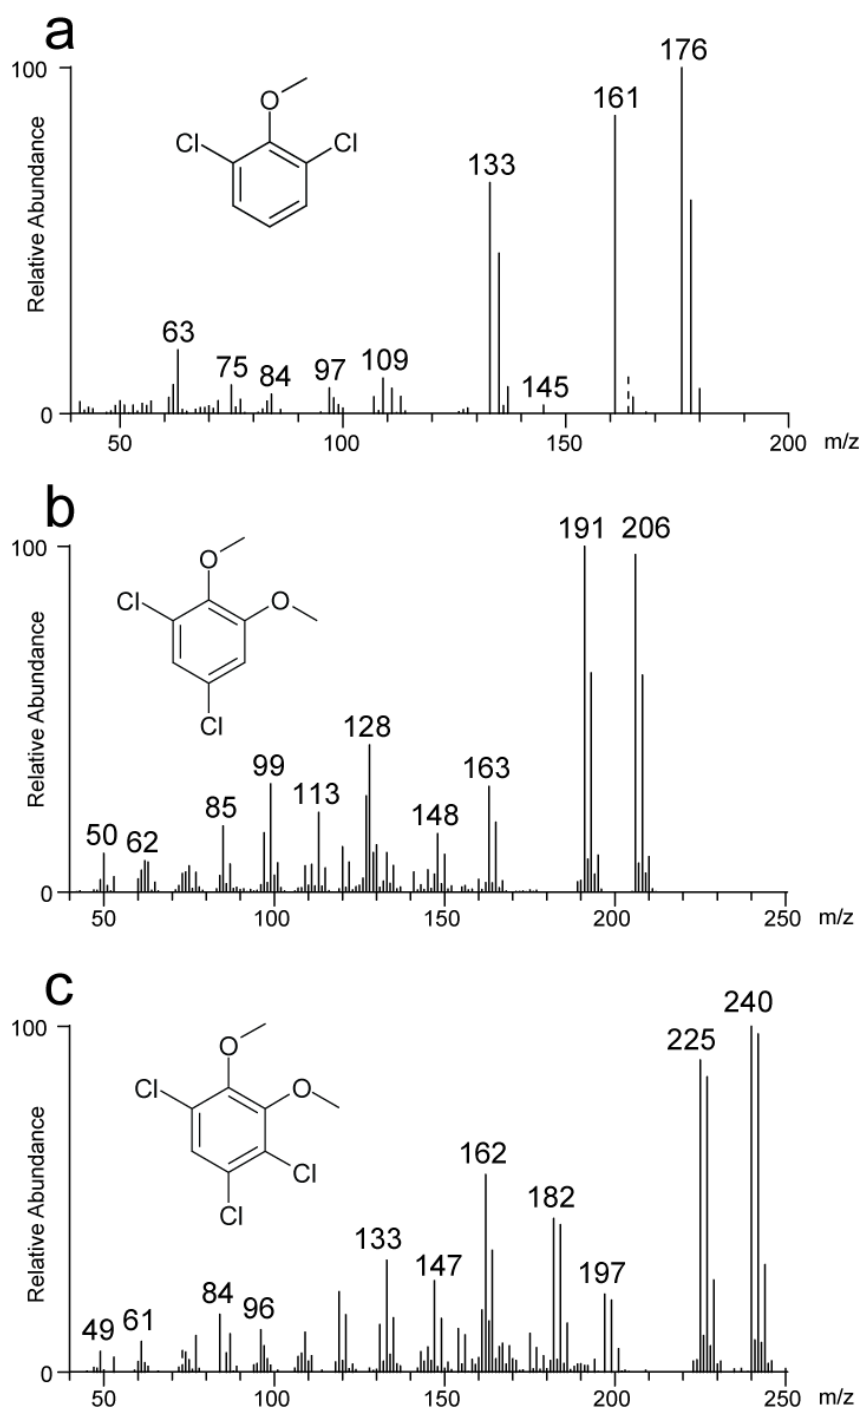 a
100
Relative Abundance
0
O
Cl
Cl
63
75
84
97
109
133
145
161
176
50
100
150
200
m/z
b
100
Relative Abundance
0
O
Cl
O
Cl
50
62
85
99
113
128
148
163
191
206
50
100
150
200
250
m/z
c
100
Relative Abundance
0
O
Cl
O
Cl
Cl
49
61
84
96
133
147
162
182
197
225
240
50
100
150
200
250
m/z